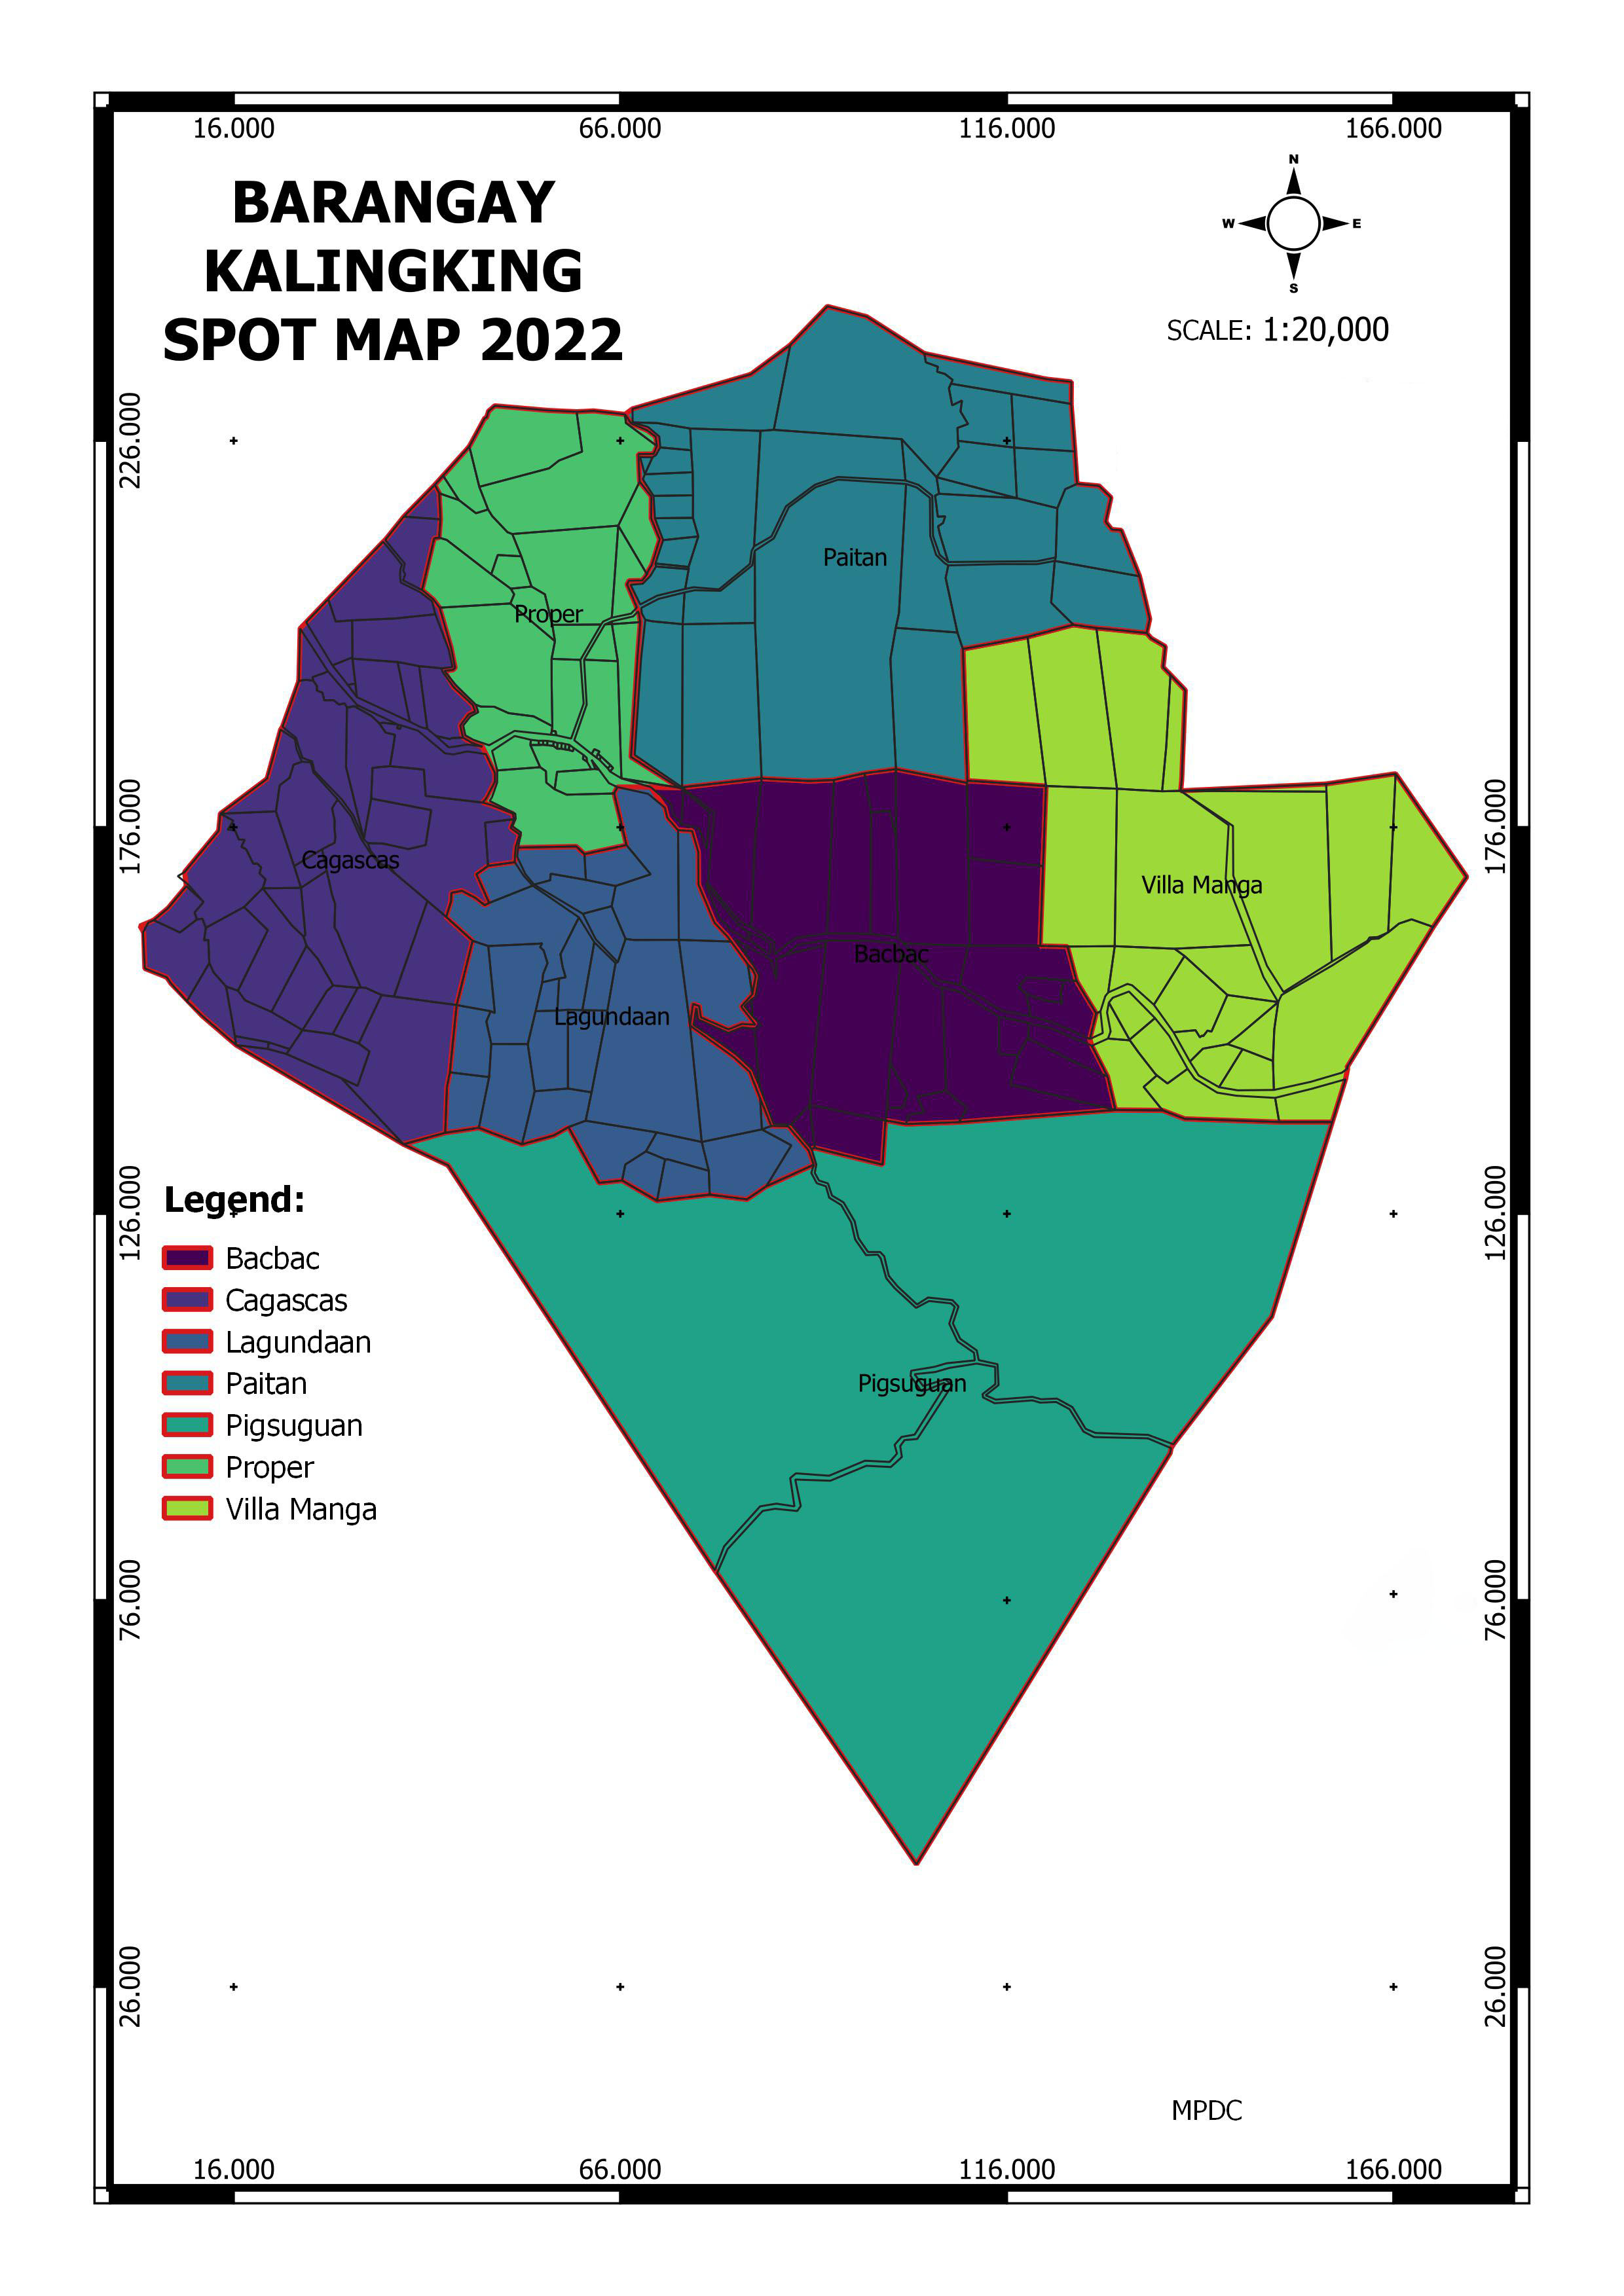 16.000 66.000 116.000 166.000
BARANGAY
KALINGKING
SPOT MAP 2022
N
W E
S
SCALE: 1:20,000
226.000
176.000
126.000
76.000
26.000
176.000
126.000
76.000
26.000
Paitan
Proper
Cagascas
Villa Manga
Bacbac
Lagundaan
Pigsuguan
Legend:
Bacbac
Cagascas
Lagundaan
Paitan
Pigsuguan
Proper
Villa Manga
MPDC
16.000 66.000 116.000 166.000